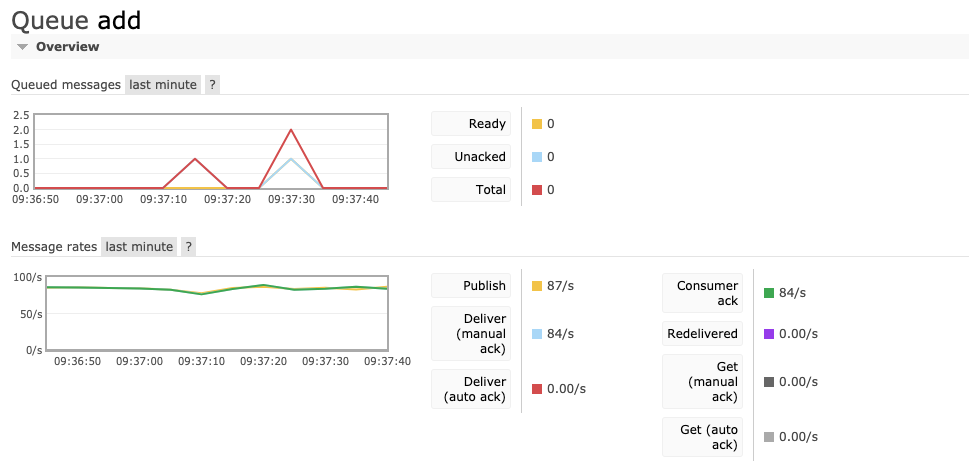 Queue add
Overview
Queued messages last minute ?
2.5
2.0
1.5
1.0
0.5
0.0
09:36:50 09:37:00 09:37:10 09:37:20 09:37:30 09:37:40
Ready 0
Unacked 0
Total 0
Message rates last minute ?
100/s
50/s
0/s
09:36:50 09:37:00 09:37:10 09:37:20 09:37:30 09:37:40
Publish 87/s
Deliver
(manual 84/s
ack)
Deliver
(auto ack) 0.00/s
Consumer
ack 84/s
Redelivered 0.00/s
Get
(manual 0.00/s
ack)
Get (auto
ack) 0.00/s